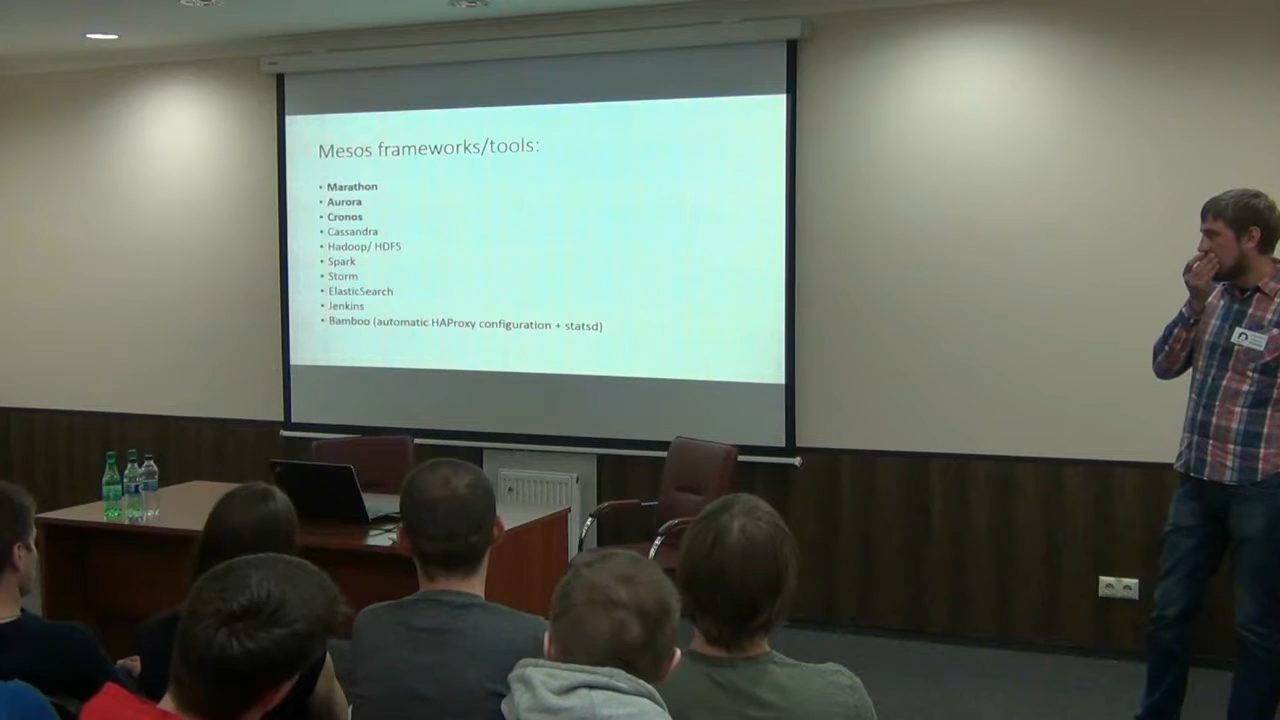 Mesos frameworks/tools:
• Marathon
• Aurora
• Cronos
• Cassandra
• Hadoop/ HDFS
• Spark
• Storm
• ElasticSearch
• Jenkins
• Bamboo (automatic HAProxy configuration + statsd)